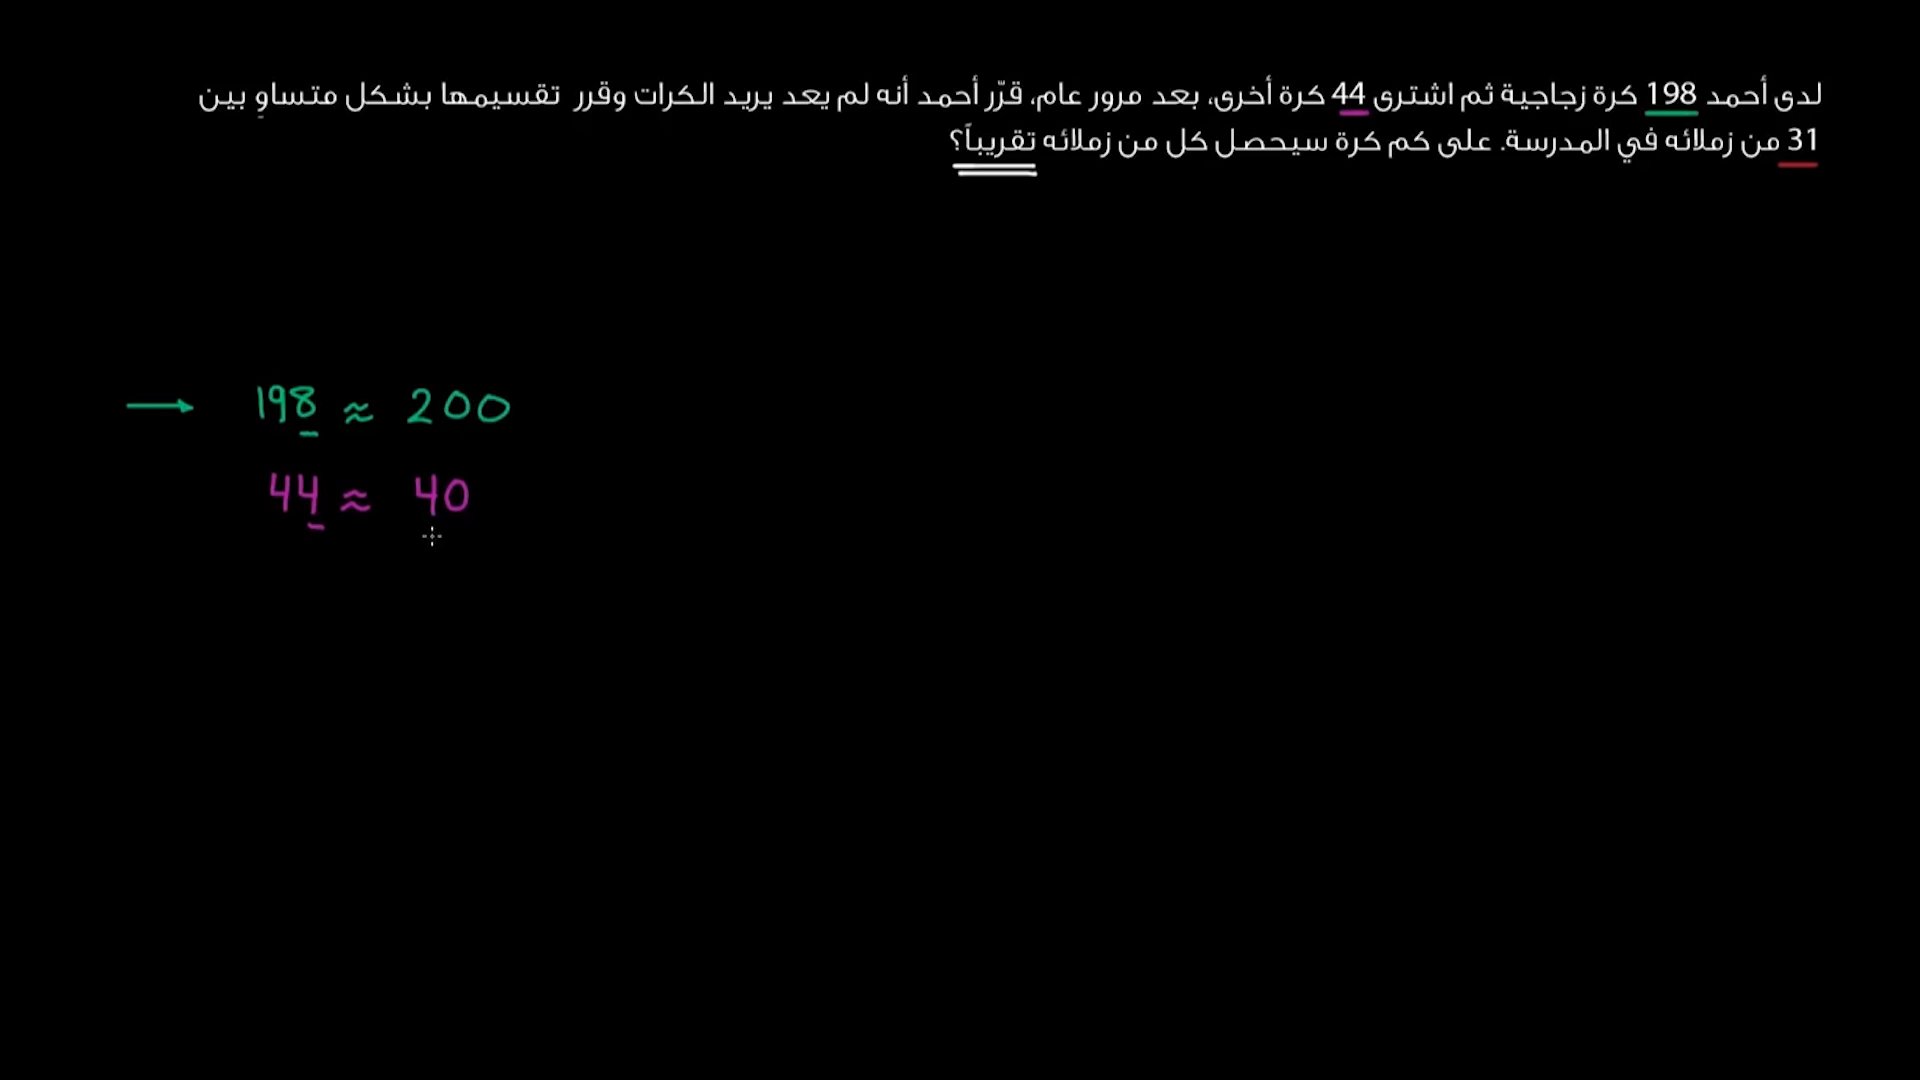 لدى أحمد 198 كرة زجاجية ثم اشترى 44 كرة أخرى، بعد مرور عام، قرّر أحمد أنه لم يعد يريد الكرات وقرر تقسيمها بشكل متساوٍ بين
31 من زملائه في المدرسة. على كم كرة سيحصل كل من زملائه تقريباً؟
→ 198 ≈ 200
44 ≈ 40